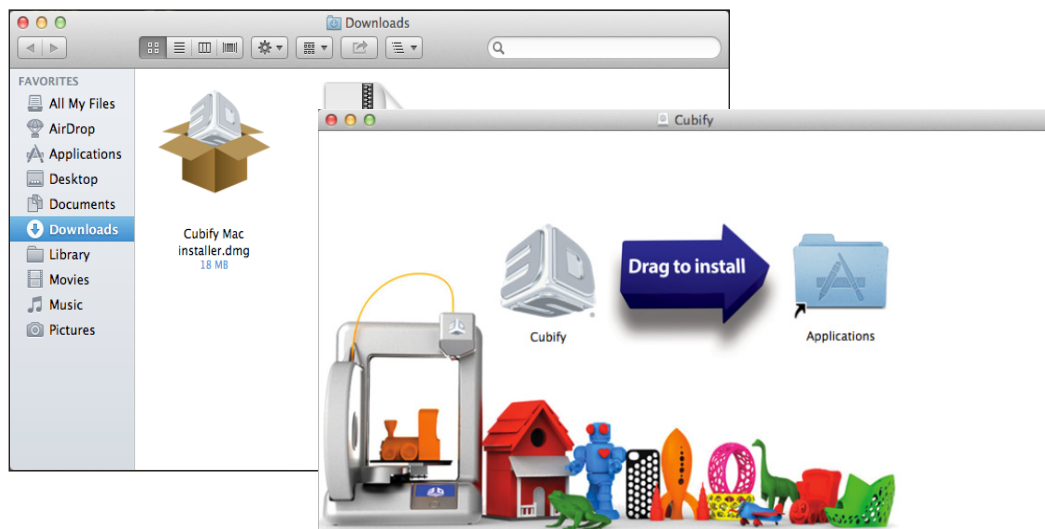 Downloads
FAVORITES
All My Files
AirDrop
Applications
Desktop
Documents
Downloads
Library
Movies
Music
Pictures
Cubify Mac
installer.dmg
18 MB
Cubify
Drag to install
Cubify
Applications